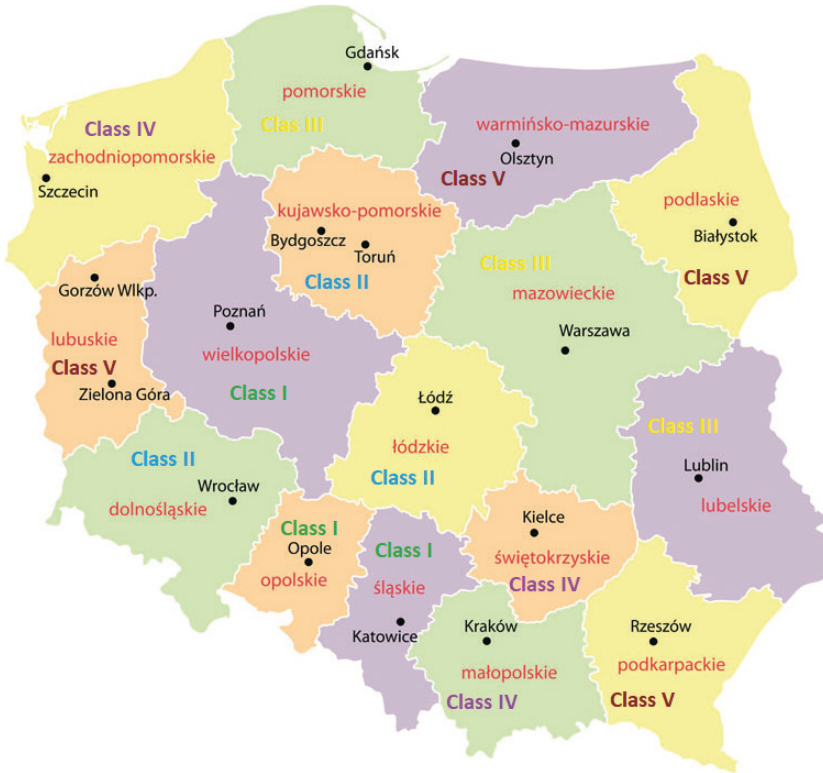 Gdańsk
pomorskie
Clas III
Class IV
zachodniopomorskie
Szczecin
warmińsko-mazurskie
Olsztyn
Class V
podlaskie
Białystok
Class V
kujawsko-pomorskie
Bydgoszcz
Toruń
Class II
Class III
mazowieckie
Warszawa
Gorzów Wlkp.
lubuskie
Class V
Zielona Góra
Poznań
wielkopolskie
Class I
Łódź
łódzkie
Class II
Class III
Lublin
lubelskie
Class II
Wrocław
dolnośląskie
Class I
Opole
opolskie
Class I
śląskie
Katowice
Kielce
świętokrzyskie
Class IV
Kraków
małopolskie
Class IV
Rzeszów
podkarpackie
Class V